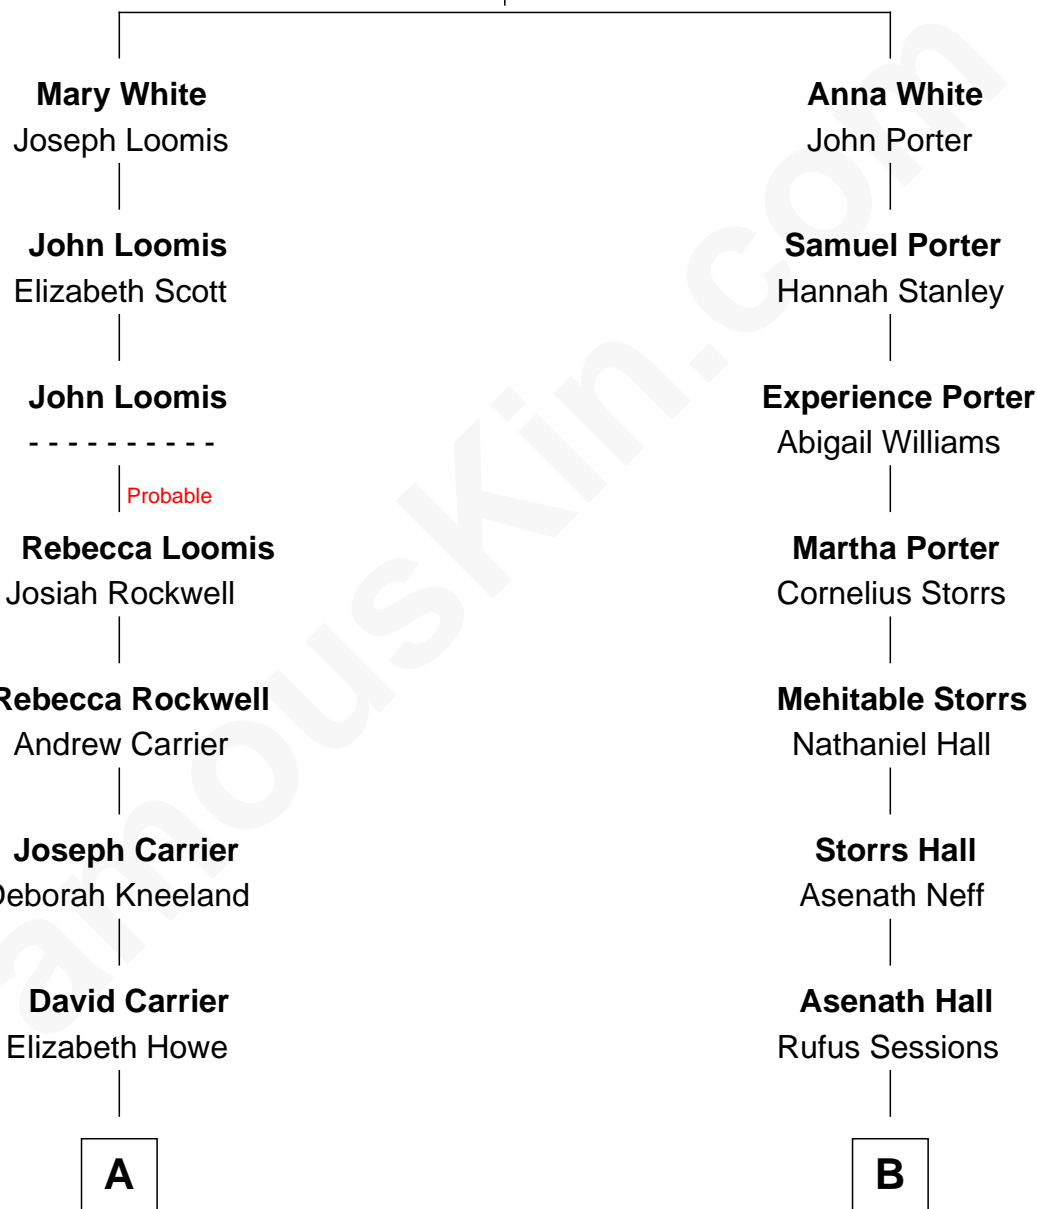 Mary White
Joseph Loomis
John Loomis
Elizabeth Scott
John Loomis
- - - - - - - - - -
Probable
Rebecca Loomis
Josiah Rockwell
Rebecca Rockwell
Andrew Carrier
Joseph Carrier
Deborah Kneeland
David Carrier
Elizabeth Howe
A
Anna White
John Porter
Samuel Porter
Hannah Stanley
Experience Porter
Abigail Williams
Martha Porter
Cornelius Storrs
Mehitable Storrs
Nathaniel Hall
Storrs Hall
Asenath Neff
Asenath Hall
Rufus Sessions
B
amousKin.com